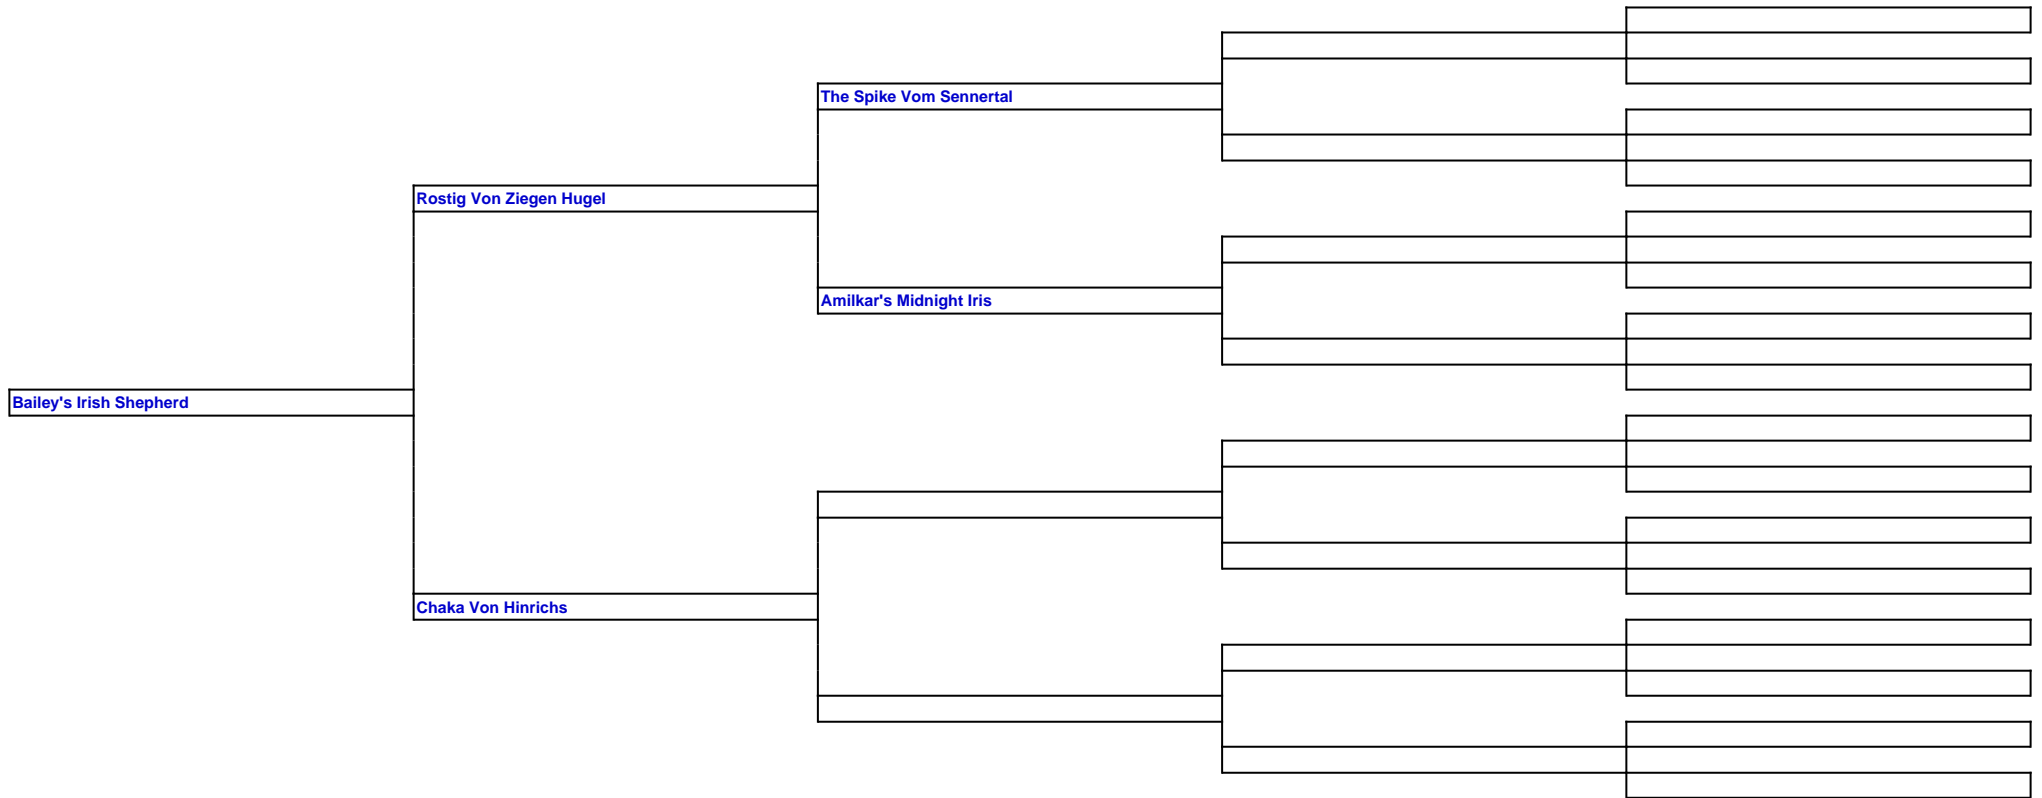 The Spike Vom Sennertal
Rostig Von Ziegen Hugel
Amilkar's Midnight Iris
Bailey's Irish Shepherd
Chaka Von Hinrichs